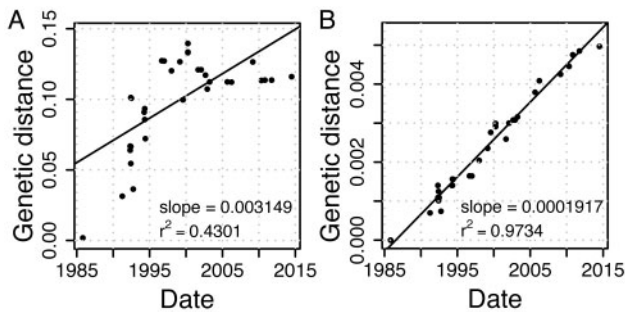 A
Genetic distance
0.15
0.10
0.05
0.00
slope = 0.003149
r² = 0.4301
1985 1995 2005 2015
Date
B
Genetic distance
0.004
0.002
0.000
slope = 0.0001917
r² = 0.9734
1985 1995 2005 2015
Date